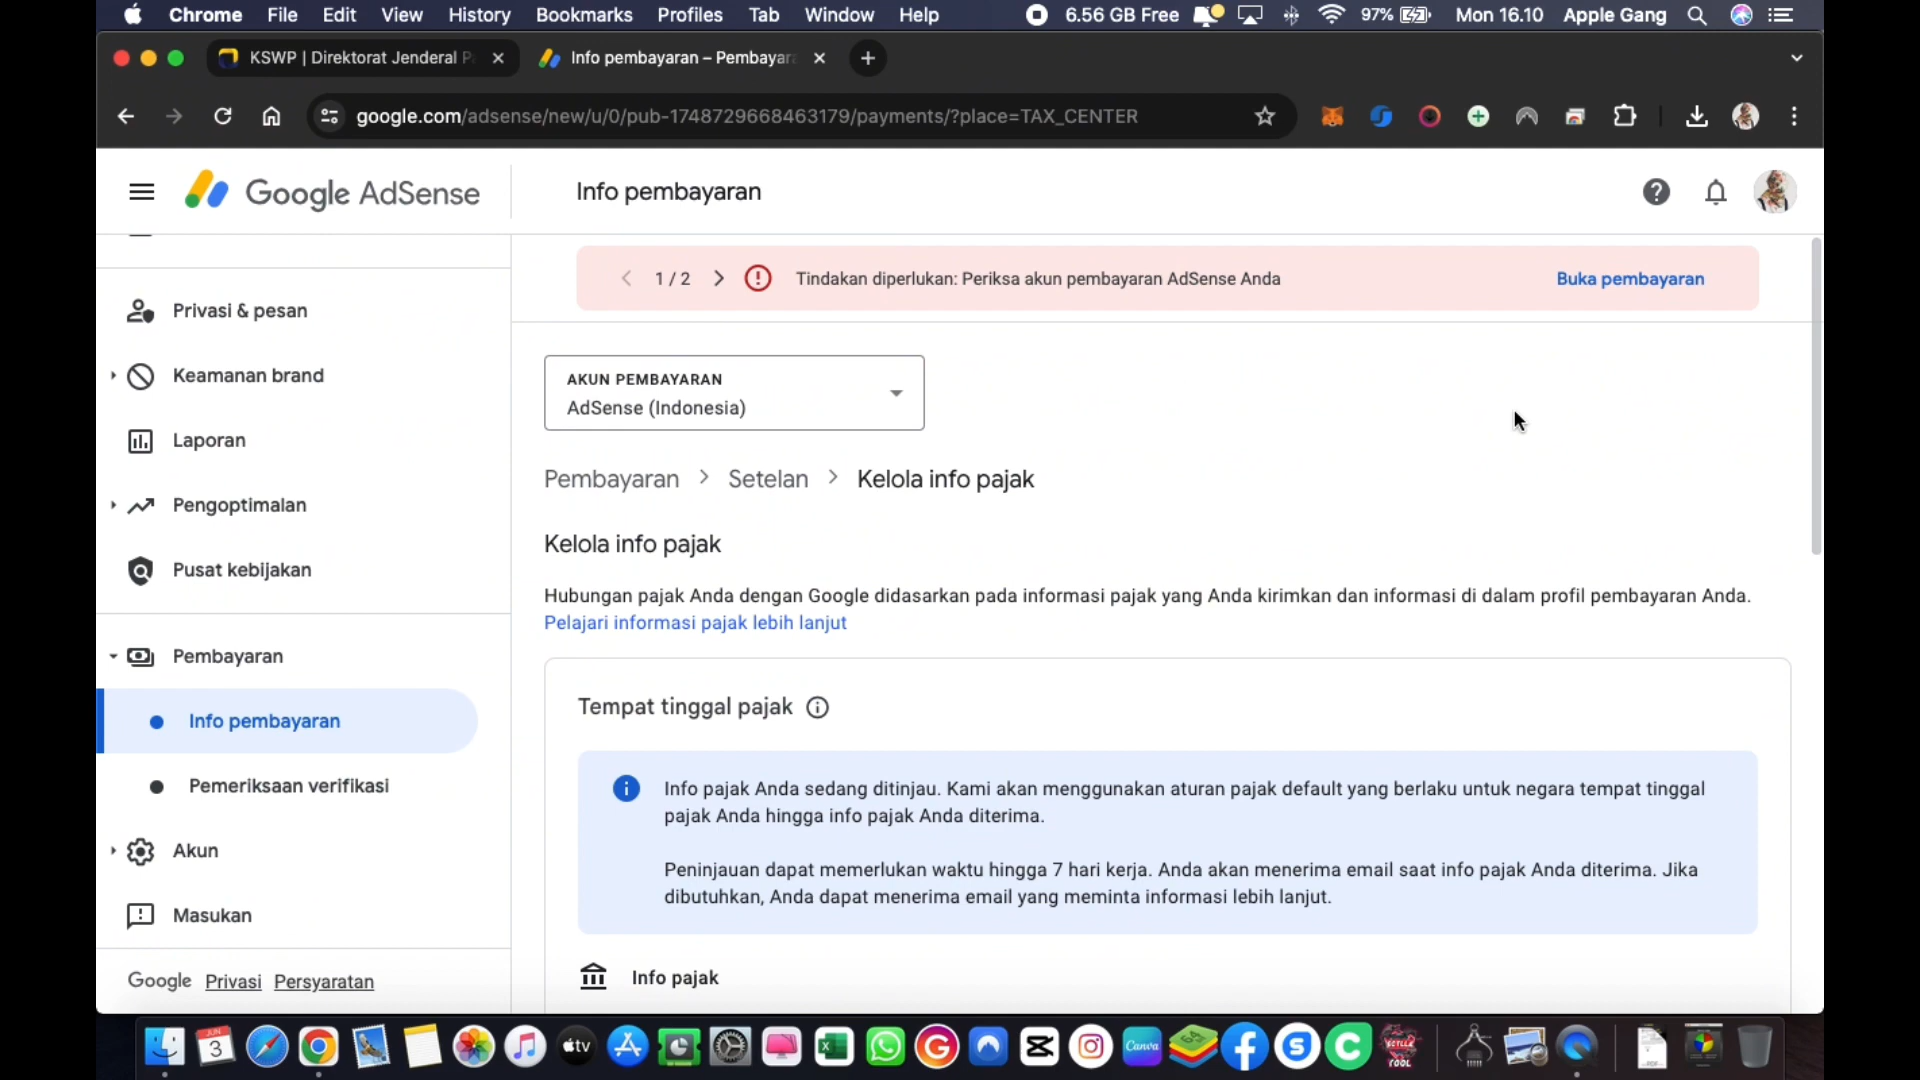 Chrome File Edit View History Bookmarks Profiles Tab Window Help 6.56 GB Free 97% Mon 16.10 Apple Gang
KSWP | Direktorat Jenderal P
Info pembayaran – Pembayar
google.com/adsense/new/u/0/pub-1748729668463179/payments/?place=TAX_CENTER
Google AdSense
Info pembayaran
1 / 2
Tindakan diperlukan: Periksa akun pembayaran AdSense Anda
Buka pembayaran
Privasi & pesan
Keamanan brand
Laporan
Pengoptimalan
Pusat kebijakan
Pembayaran
Info pembayaran
Pemeriksaan verifikasi
Akun
Masukan
Google Privasi Persyaratan
AKUN PEMBAYARAN
AdSense (Indonesia)
Pembayaran > Setelan > Kelola info pajak
Kelola info pajak
Hubungan pajak Anda dengan Google didasarkan pada informasi pajak yang Anda kirimkan dan informasi di dalam profil pembayaran Anda.
Pelajari informasi pajak lebih lanjut
Tempat tinggal pajak
Info pajak Anda sedang ditinjau. Kami akan menggunakan aturan pajak default yang berlaku untuk negara tempat tinggal
pajak Anda hingga info pajak Anda diterima.
Peninjauan dapat memerlukan waktu hingga 7 hari kerja. Anda akan menerima email saat info pajak Anda diterima. Jika
dibutuhkan, Anda dapat menerima email yang meminta informasi lebih lanjut.
Info pajak
JUN
3
tv
Canva